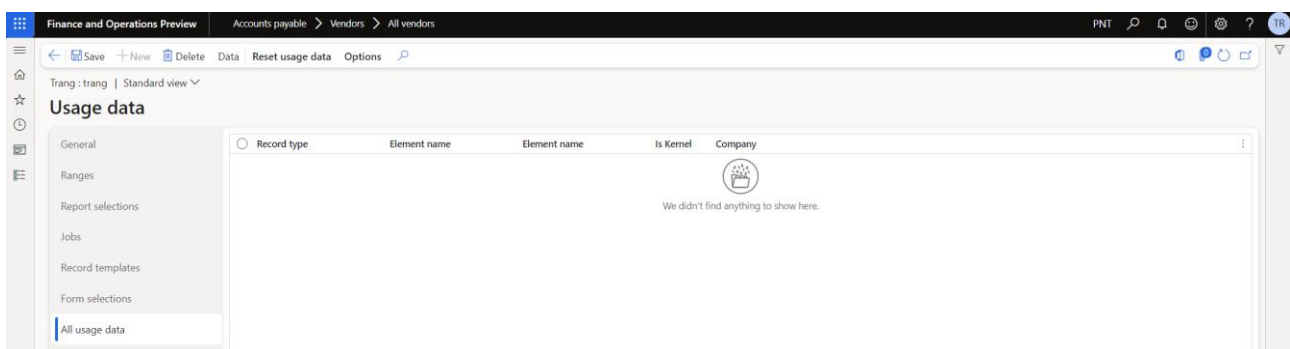 Finance and Operations Preview Accounts payable Vendors All vendors PNT ? TR
Save New Delete Data Reset usage data Options 0
Trang : trang | Standard view
Usage data
General
Record type Element name Element name Is Kernel Company
Ranges
Report selections
We didn't find anything to show here.
Jobs
Record templates
Form selections
All usage data